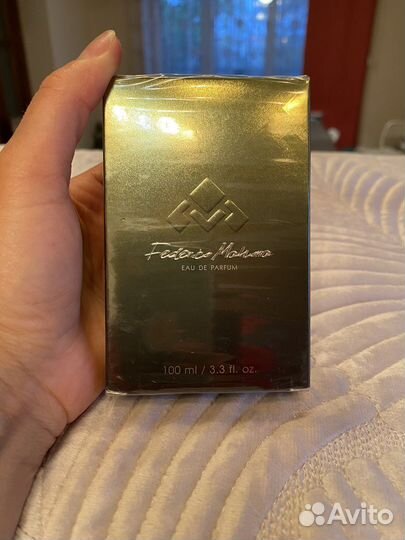 Federico Mahora
EAU DE PARFUM
100 ml / 3.3 fl. oz.
Avito